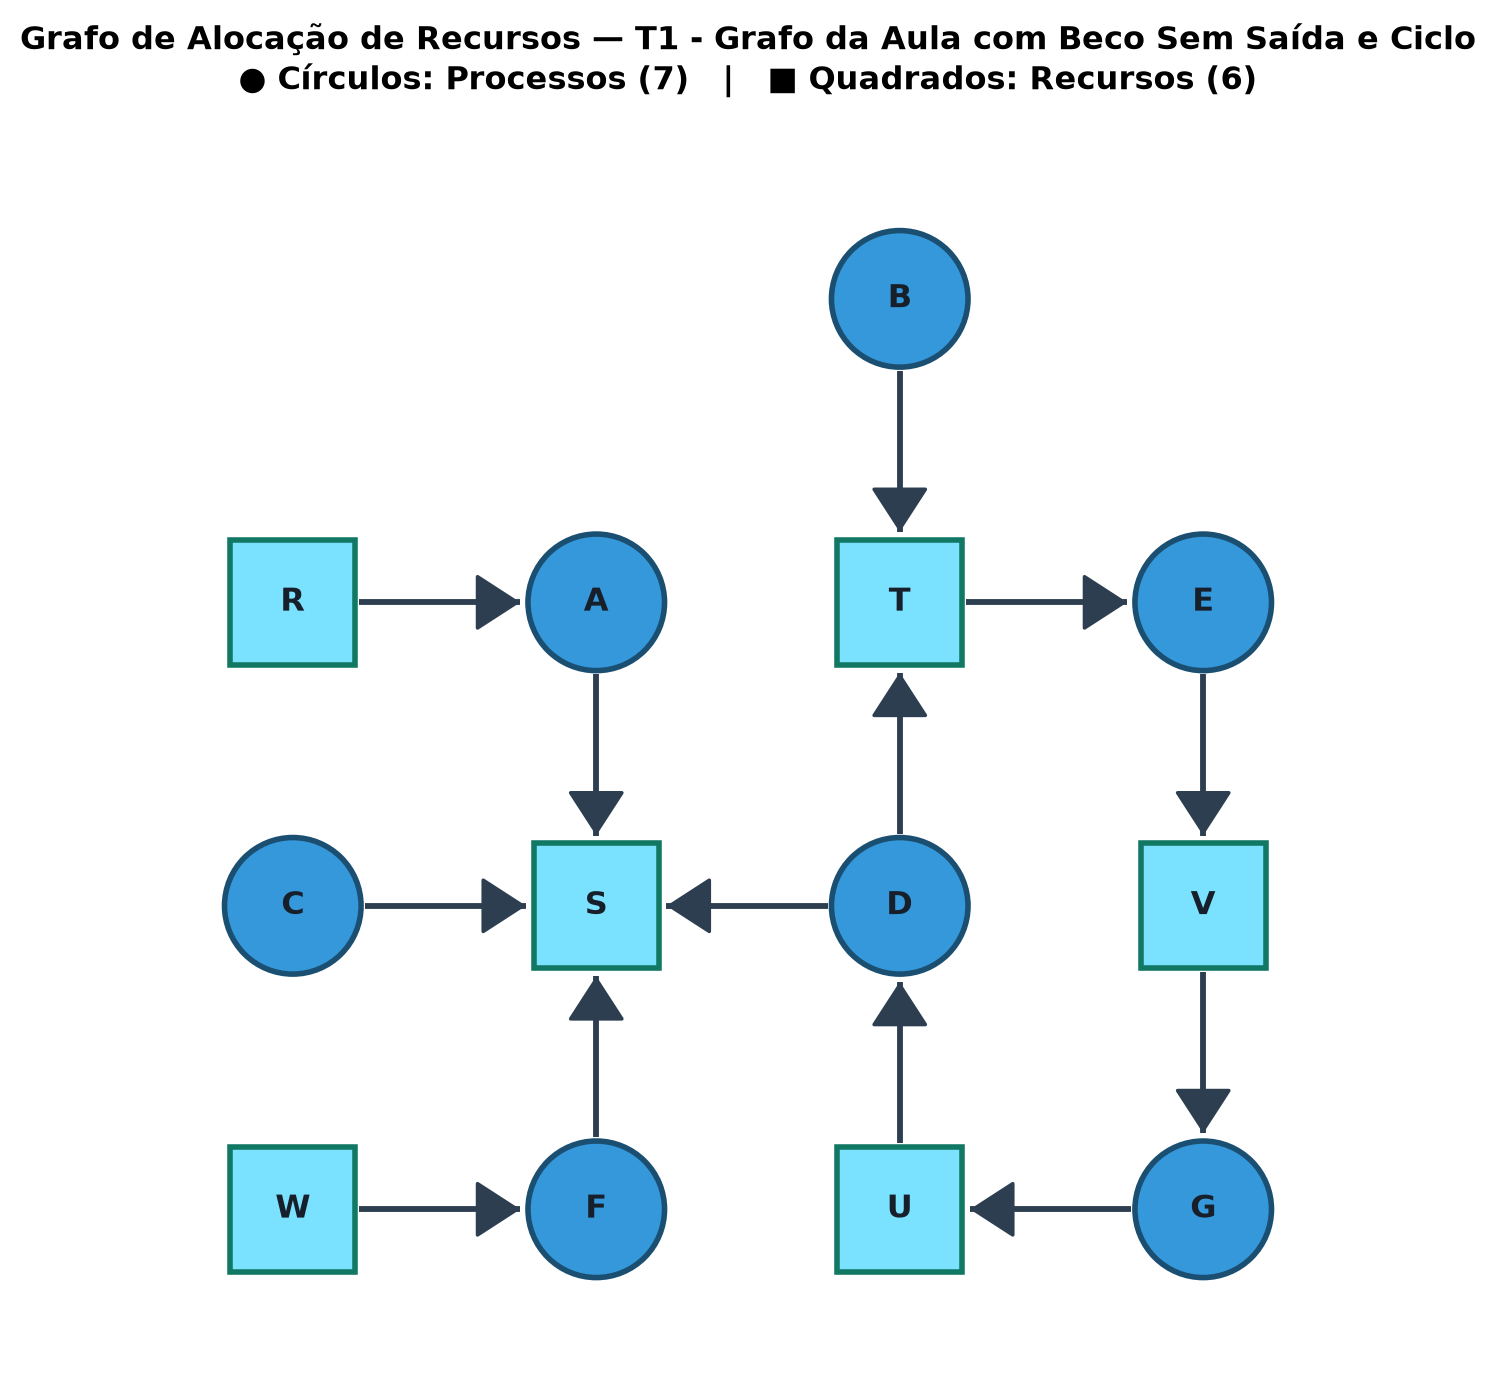 Grafo de Alocação de Recursos — T1 - Grafo da Aula com Beco Sem Saída e Ciclo
● Círculos: Processos (7) | ■ Quadrados: Recursos (6)
B
R A T E
C S D V
W F U G